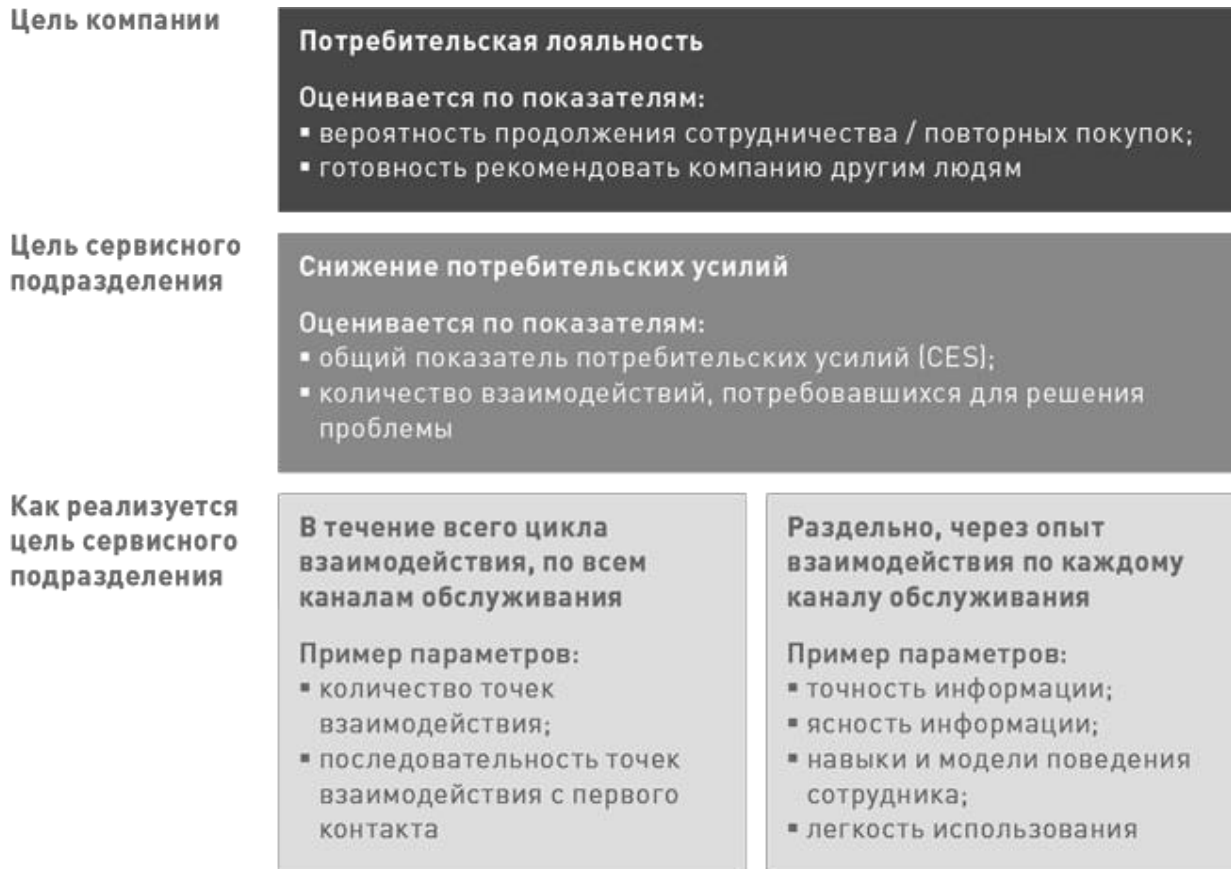 Цель компании
Потребительская лояльность
Оценивается по показателям:
▪ вероятность продолжения сотрудничества / повторных покупок;
▪ готовность рекомендовать компанию другим людям
Цель сервисного
подразделения
Снижение потребительских усилий
Оценивается по показателям:
▪ общий показатель потребительских усилий (CES);
▪ количество взаимодействий, потребовавшихся для решения
проблемы
Как реализуется
цель сервисного
подразделения
В течение всего цикла
взаимодействия, по всем
каналам обслуживания
Пример параметров:
▪ количество точек
взаимодействия;
▪ последовательность точек
взаимодействия с первого
контакта
Раздельно, через опыт
взаимодействия по каждому
каналу обслуживания
Пример параметров:
▪ точность информации;
▪ ясность информации;
▪ навыки и модели поведения
сотрудника;
▪ легкость использования